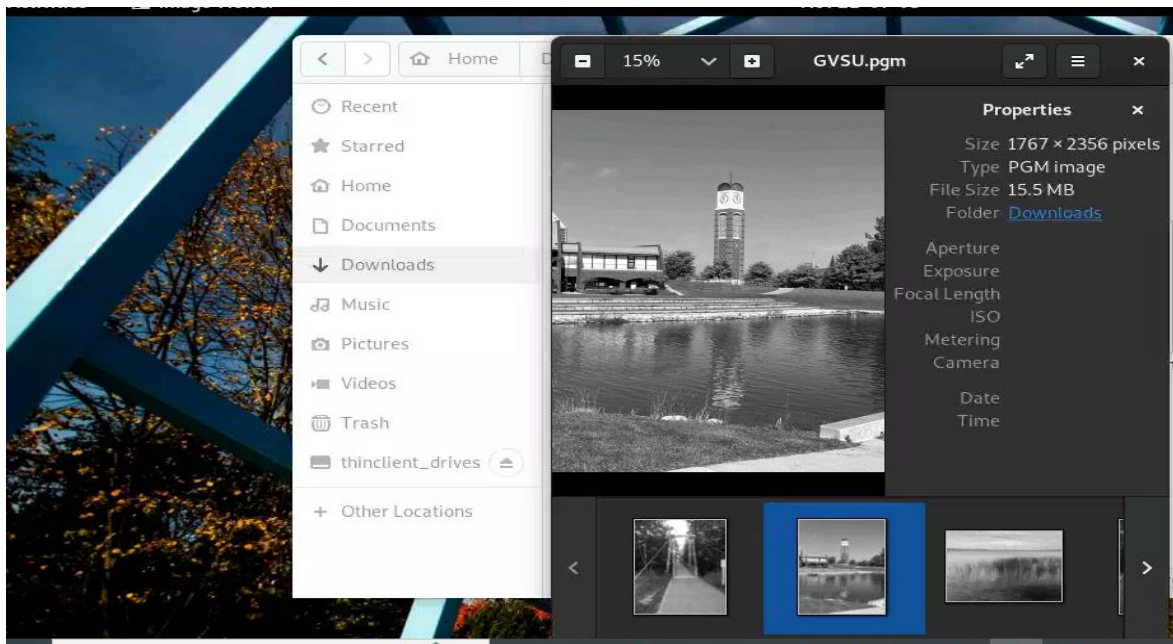 Home
Recent
Starred
Home
Documents
Downloads
Music
Pictures
Videos
Trash
thinclient_drives
+ Other Locations
15%
GVSU.pgm
Properties
Size 1767 × 2356 pixels
Type PGM image
File Size 15.5 MB
Folder Downloads
Aperture
Exposure
Focal Length
ISO
Metering
Camera
Date
Time